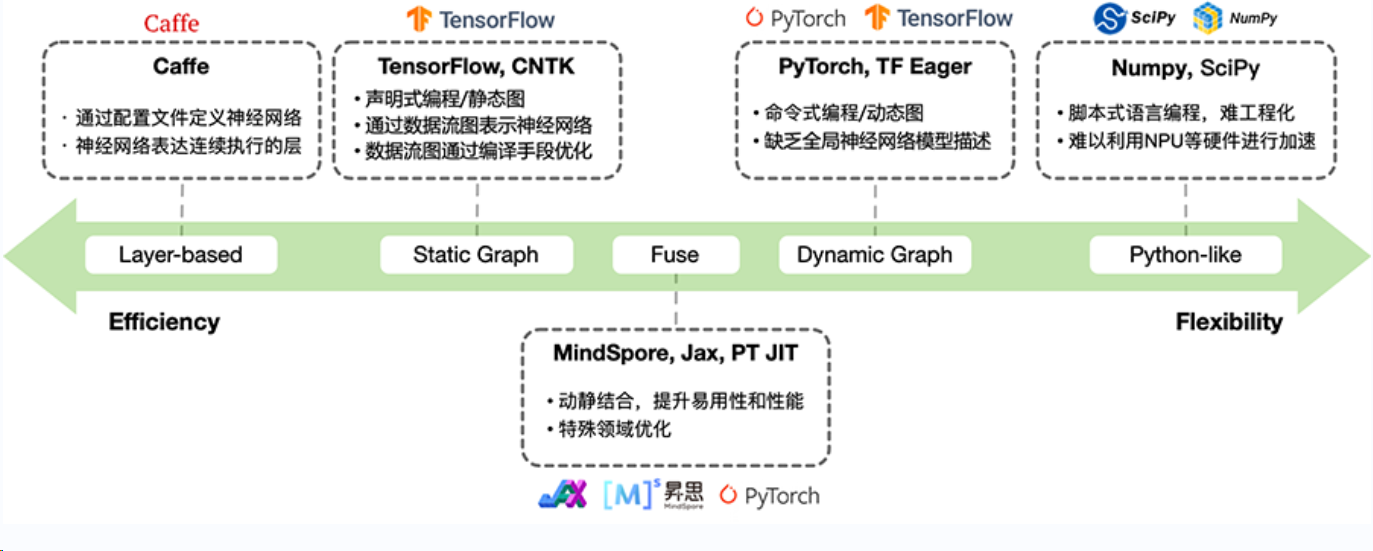 Caffe
TensorFlow
PyTorch
TensorFlow
SciPy
NumPy
Caffe
· 通过配置文件定义神经网络
· 神经网络表达连续执行的层
TensorFlow, CNTK
• 声明式编程/静态图
• 通过数据流图表示神经网络
• 数据流图通过编译手段优化
PyTorch, TF Eager
• 命令式编程/动态图
• 缺乏全局神经网络模型描述
Numpy, SciPy
• 脚本式语言编程，难工程化
• 难以利用NPU等硬件进行加速
Layer-based
Static Graph
Fuse
Dynamic Graph
Python-like
Efficiency
Flexibility
MindSpore, Jax, PT JIT
• 动静结合，提升易用性和性能
• 特殊领域优化
JAX
[M]s
昇思
MindSpore
PyTorch